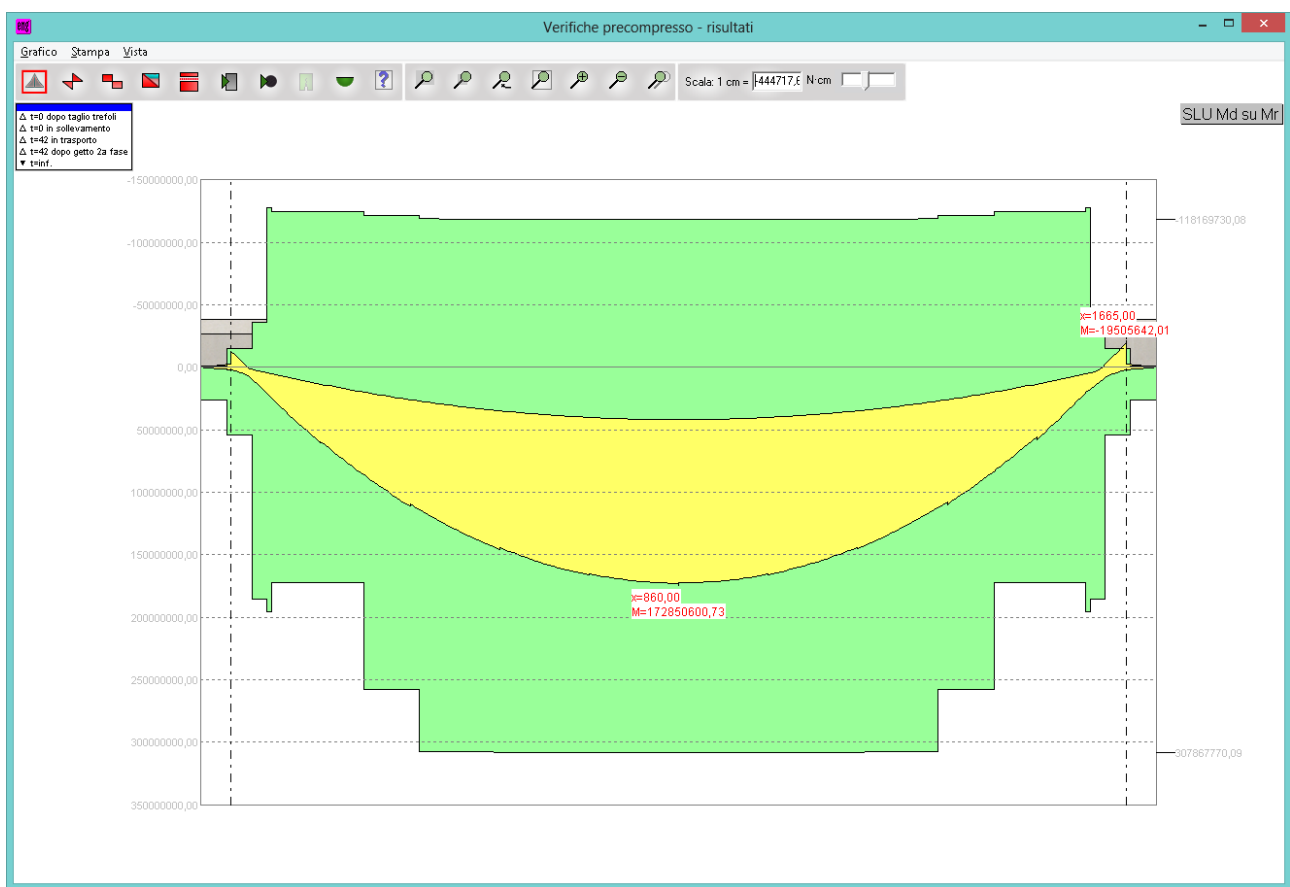 Verifiche precompresso - risultati
Grafico Stampa Vista
Scala: 1 cm = N·cm
SLU Md su Mr
Δ t=0 dopo taglio trefoli
Δ t=0 in sollevamento
Δ t=42 in trasporto
Δ t=42 dopo getto 2a fase
▼ t=inf.
-150000000,00
-118169730,08
-100000000,00
-50000000,00
x=1665,00
M=-19505642,01
0,00
50000000,00
100000000,00
150000000,00
x=860,00
M=172850600,73
200000000,00
250000000,00
300000000,00
307867770,09
350000000,00